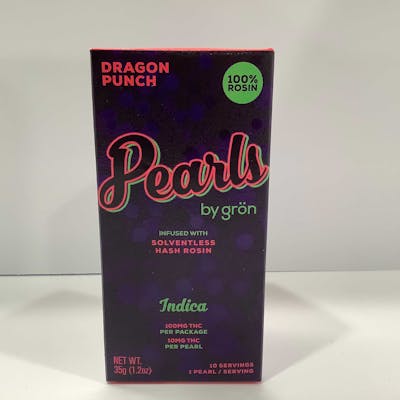 DRAGON
PUNCH
100%
ROSIN
Pearls
by grön
INFUSED WITH
SOLVENTLESS
HASH ROSIN
Indica
100MG THC
PER PACKAGE
10MG THC
PER PEARL
NET WT.
35g (1.2oz)
10 SERVINGS
1 PEARL / SERVING